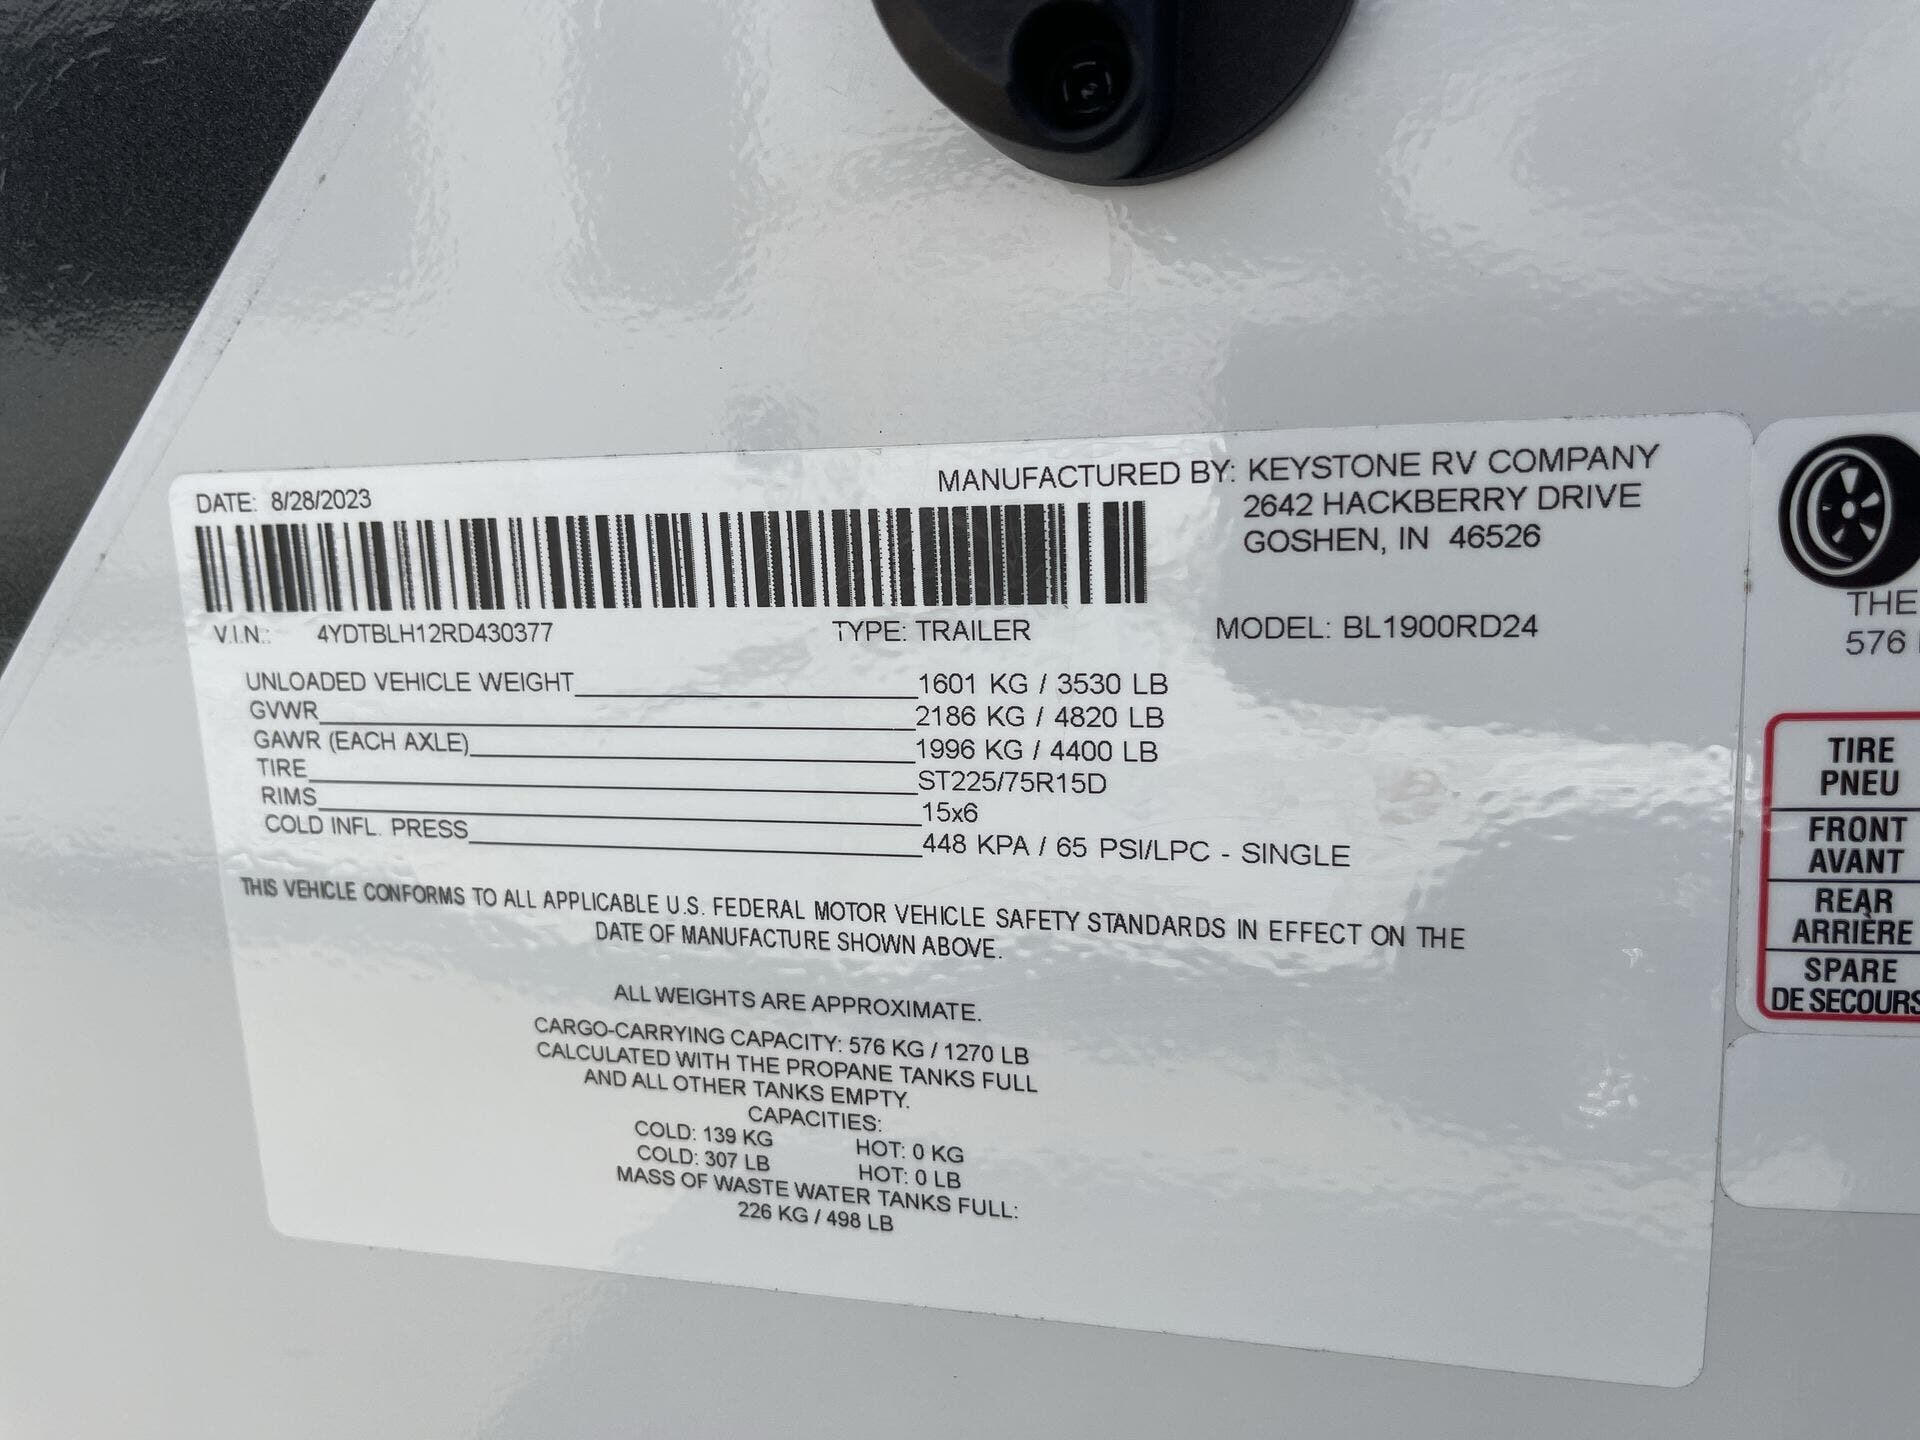 DATE: 8/28/2023
MANUFACTURED BY: KEYSTONE RV COMPANY
2642 HACKBERRY DRIVE
GOSHEN, IN 46526
V.I.N.: 4YDTBLH12RD430377 TYPE: TRAILER MODEL: BL1900RD24
UNLOADED VEHICLE WEIGHT 1601 KG / 3530 LB
GVWR 2186 KG / 4820 LB
GAWR (EACH AXLE) 1996 KG / 4400 LB
TIRE ST225/75R15D
RIMS 15x6
COLD INFL. PRESS 448 KPA / 65 PSI/LPC - SINGLE
THIS VEHICLE CONFORMS TO ALL APPLICABLE U.S. FEDERAL MOTOR VEHICLE SAFETY STANDARDS IN EFFECT ON THE
DATE OF MANUFACTURE SHOWN ABOVE.
ALL WEIGHTS ARE APPROXIMATE.
CARGO-CARRYING CAPACITY: 576 KG / 1270 LB
CALCULATED WITH THE PROPANE TANKS FULL
AND ALL OTHER TANKS EMPTY.
CAPACITIES:
COLD: 139 KG HOT: 0 KG
COLD: 307 LB HOT: 0 LB
MASS OF WASTE WATER TANKS FULL:
226 KG / 498 LB
THE
576
TIRE
PNEU
FRONT
AVANT
REAR
ARRIÈRE
SPARE
DE SECOURS